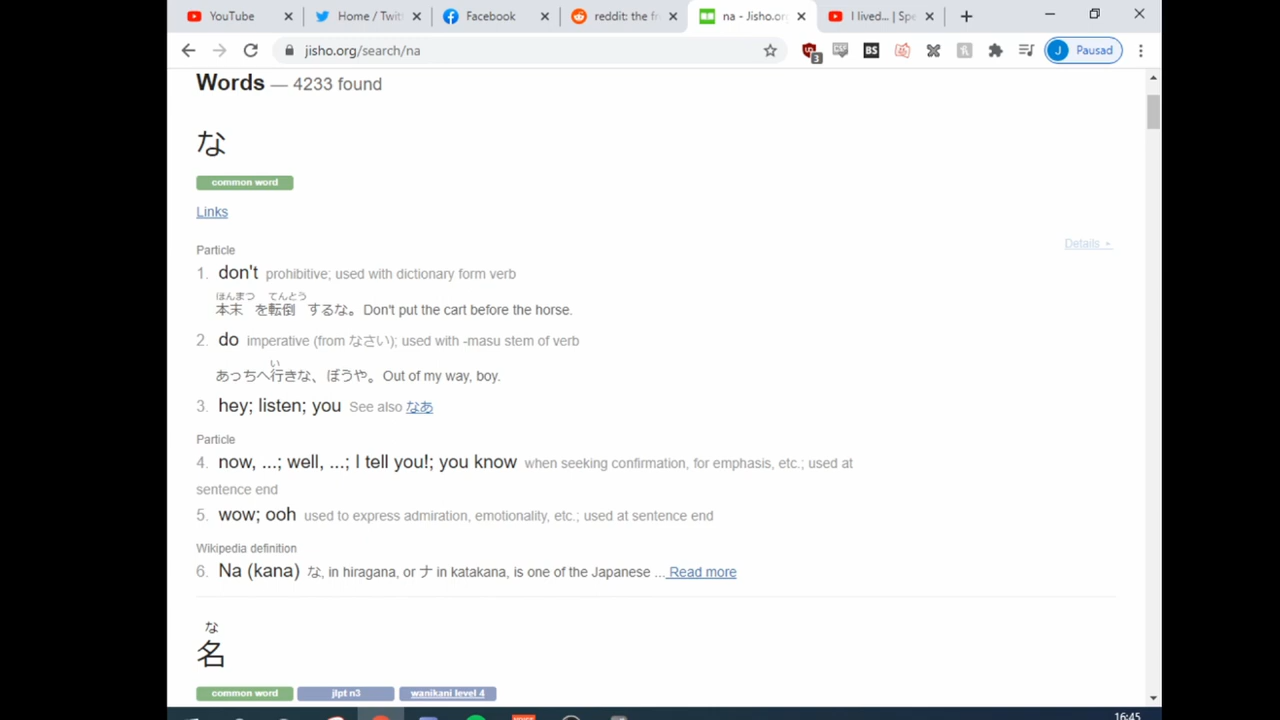 YouTube
Home / Twit
Facebook
reddit: the fr
na - Jisho.or
I lived... | Spe
jisho.org/search/na
3
BS
J Pausad
Words — 4233 found
な
common word
Links
Details
Particle
1. don't prohibitive; used with dictionary form verb
ほんまつ てんとう
本末を転倒するな。Don't put the cart before the horse.
2. do imperative (from なさい); used with -masu stem of verb
い
あっちへ行きな、ぼうや。Out of my way, boy.
3. hey; listen; you See also なあ
Particle
4. now, ...; well, ...; I tell you!; you know when seeking confirmation, for emphasis, etc.; used at
sentence end
5. wow; ooh used to express admiration, emotionality, etc.; used at sentence end
Wikipedia definition
6. Na (kana) な, in hiragana, or ナ in katakana, is one of the Japanese ... Read more
な
名
common word jlpt n3 wanikani level 4
16:45